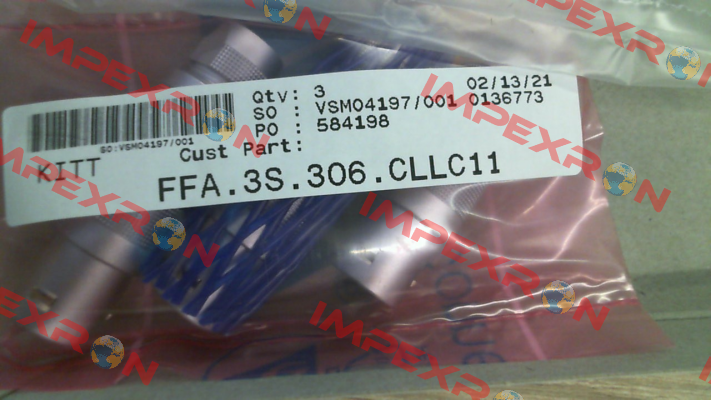 Qty: 3 02/13/21
SO : VSM04197/001 0136773
PO : 584198
SO:VSM04197/001
Cust Part:
KITT
FFA.3S.306.CLLC11
IMPEXRON
IMPEXRON
IMPEXRON
IMPEXRON
IMPEXRON
IMPEXRON